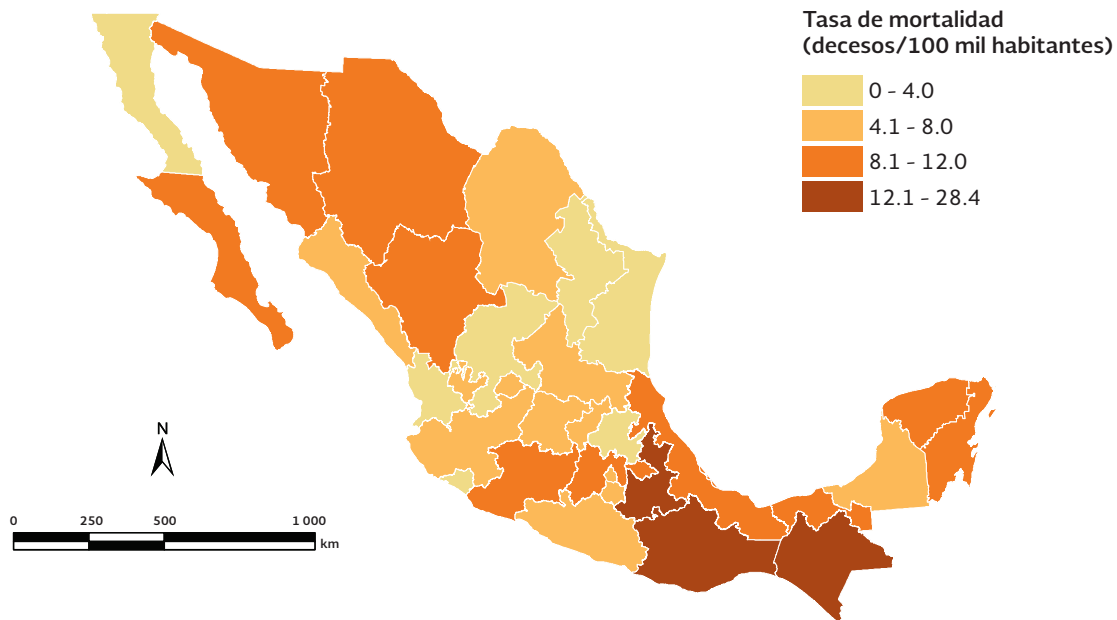 Tasa de mortalidad
(decesos/100 mil habitantes)
0 - 4.0
4.1 - 8.0
8.1 - 12.0
12.1 - 28.4
N
0 250 500 1 000
km